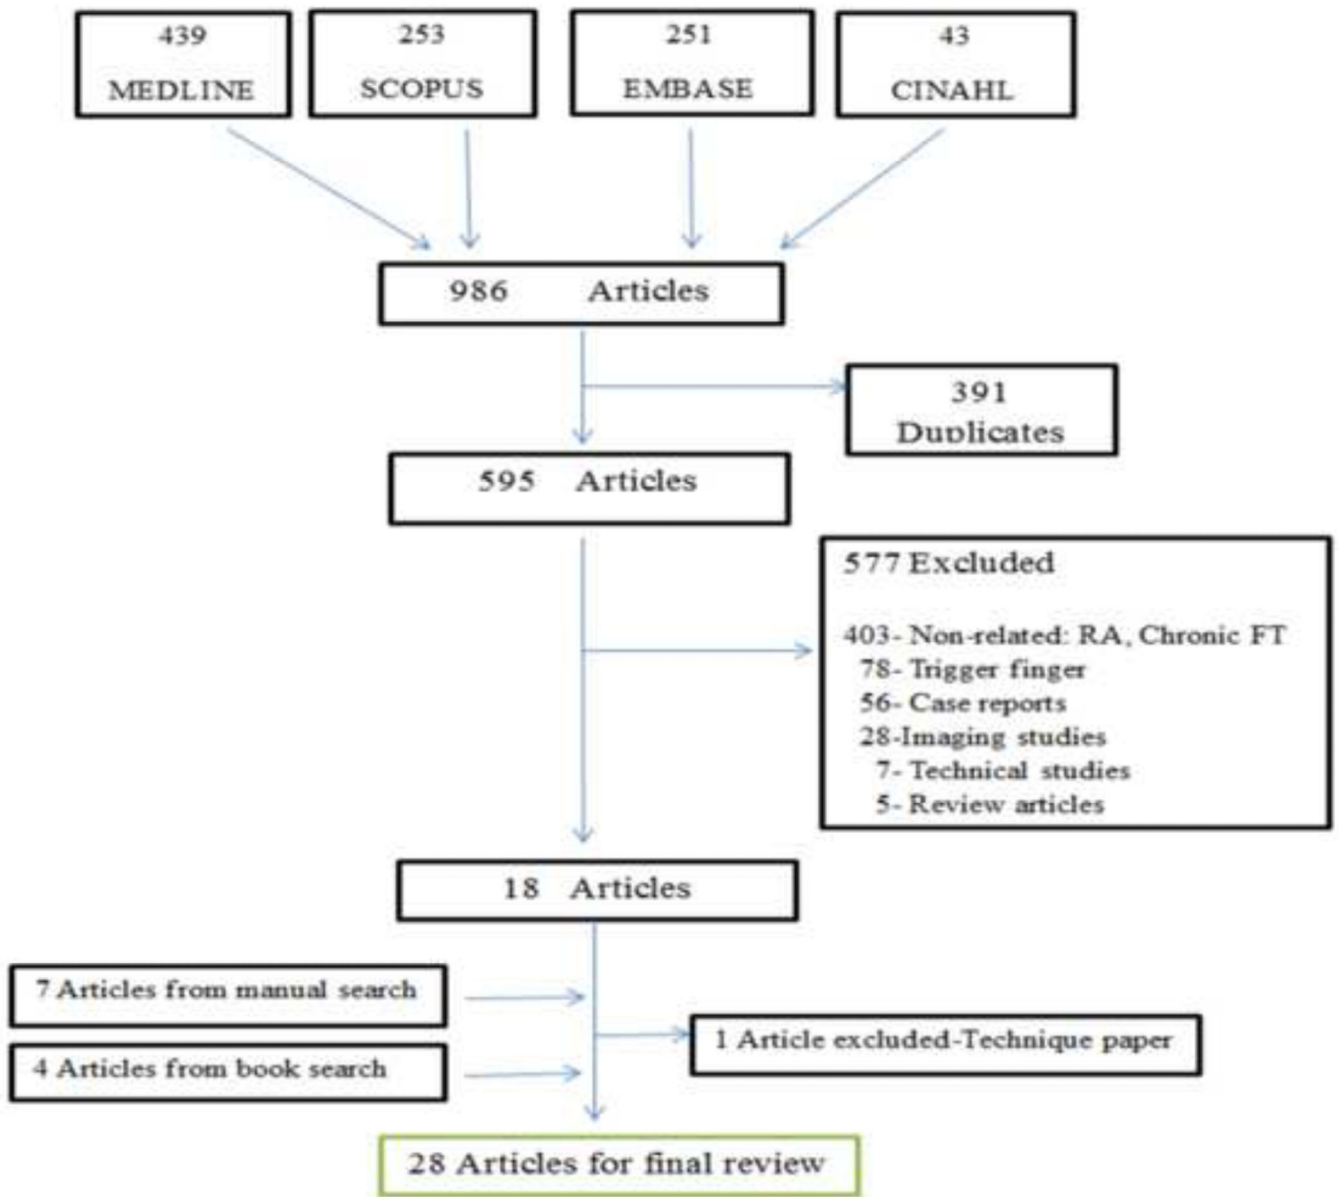 439
MEDLINE
253
SCOPUS
251
EMBASE
43
CINAHL
986 Articles
391
Duplicates
595 Articles
577 Excluded
403- Non-related: RA, Chronic FT
78- Trigger finger
56- Case reports
28-Imaging studies
7- Technical studies
5- Review articles
18 Articles
7 Articles from manual search
1 Article excluded-Technique paper
4 Articles from book search
28 Articles for final review